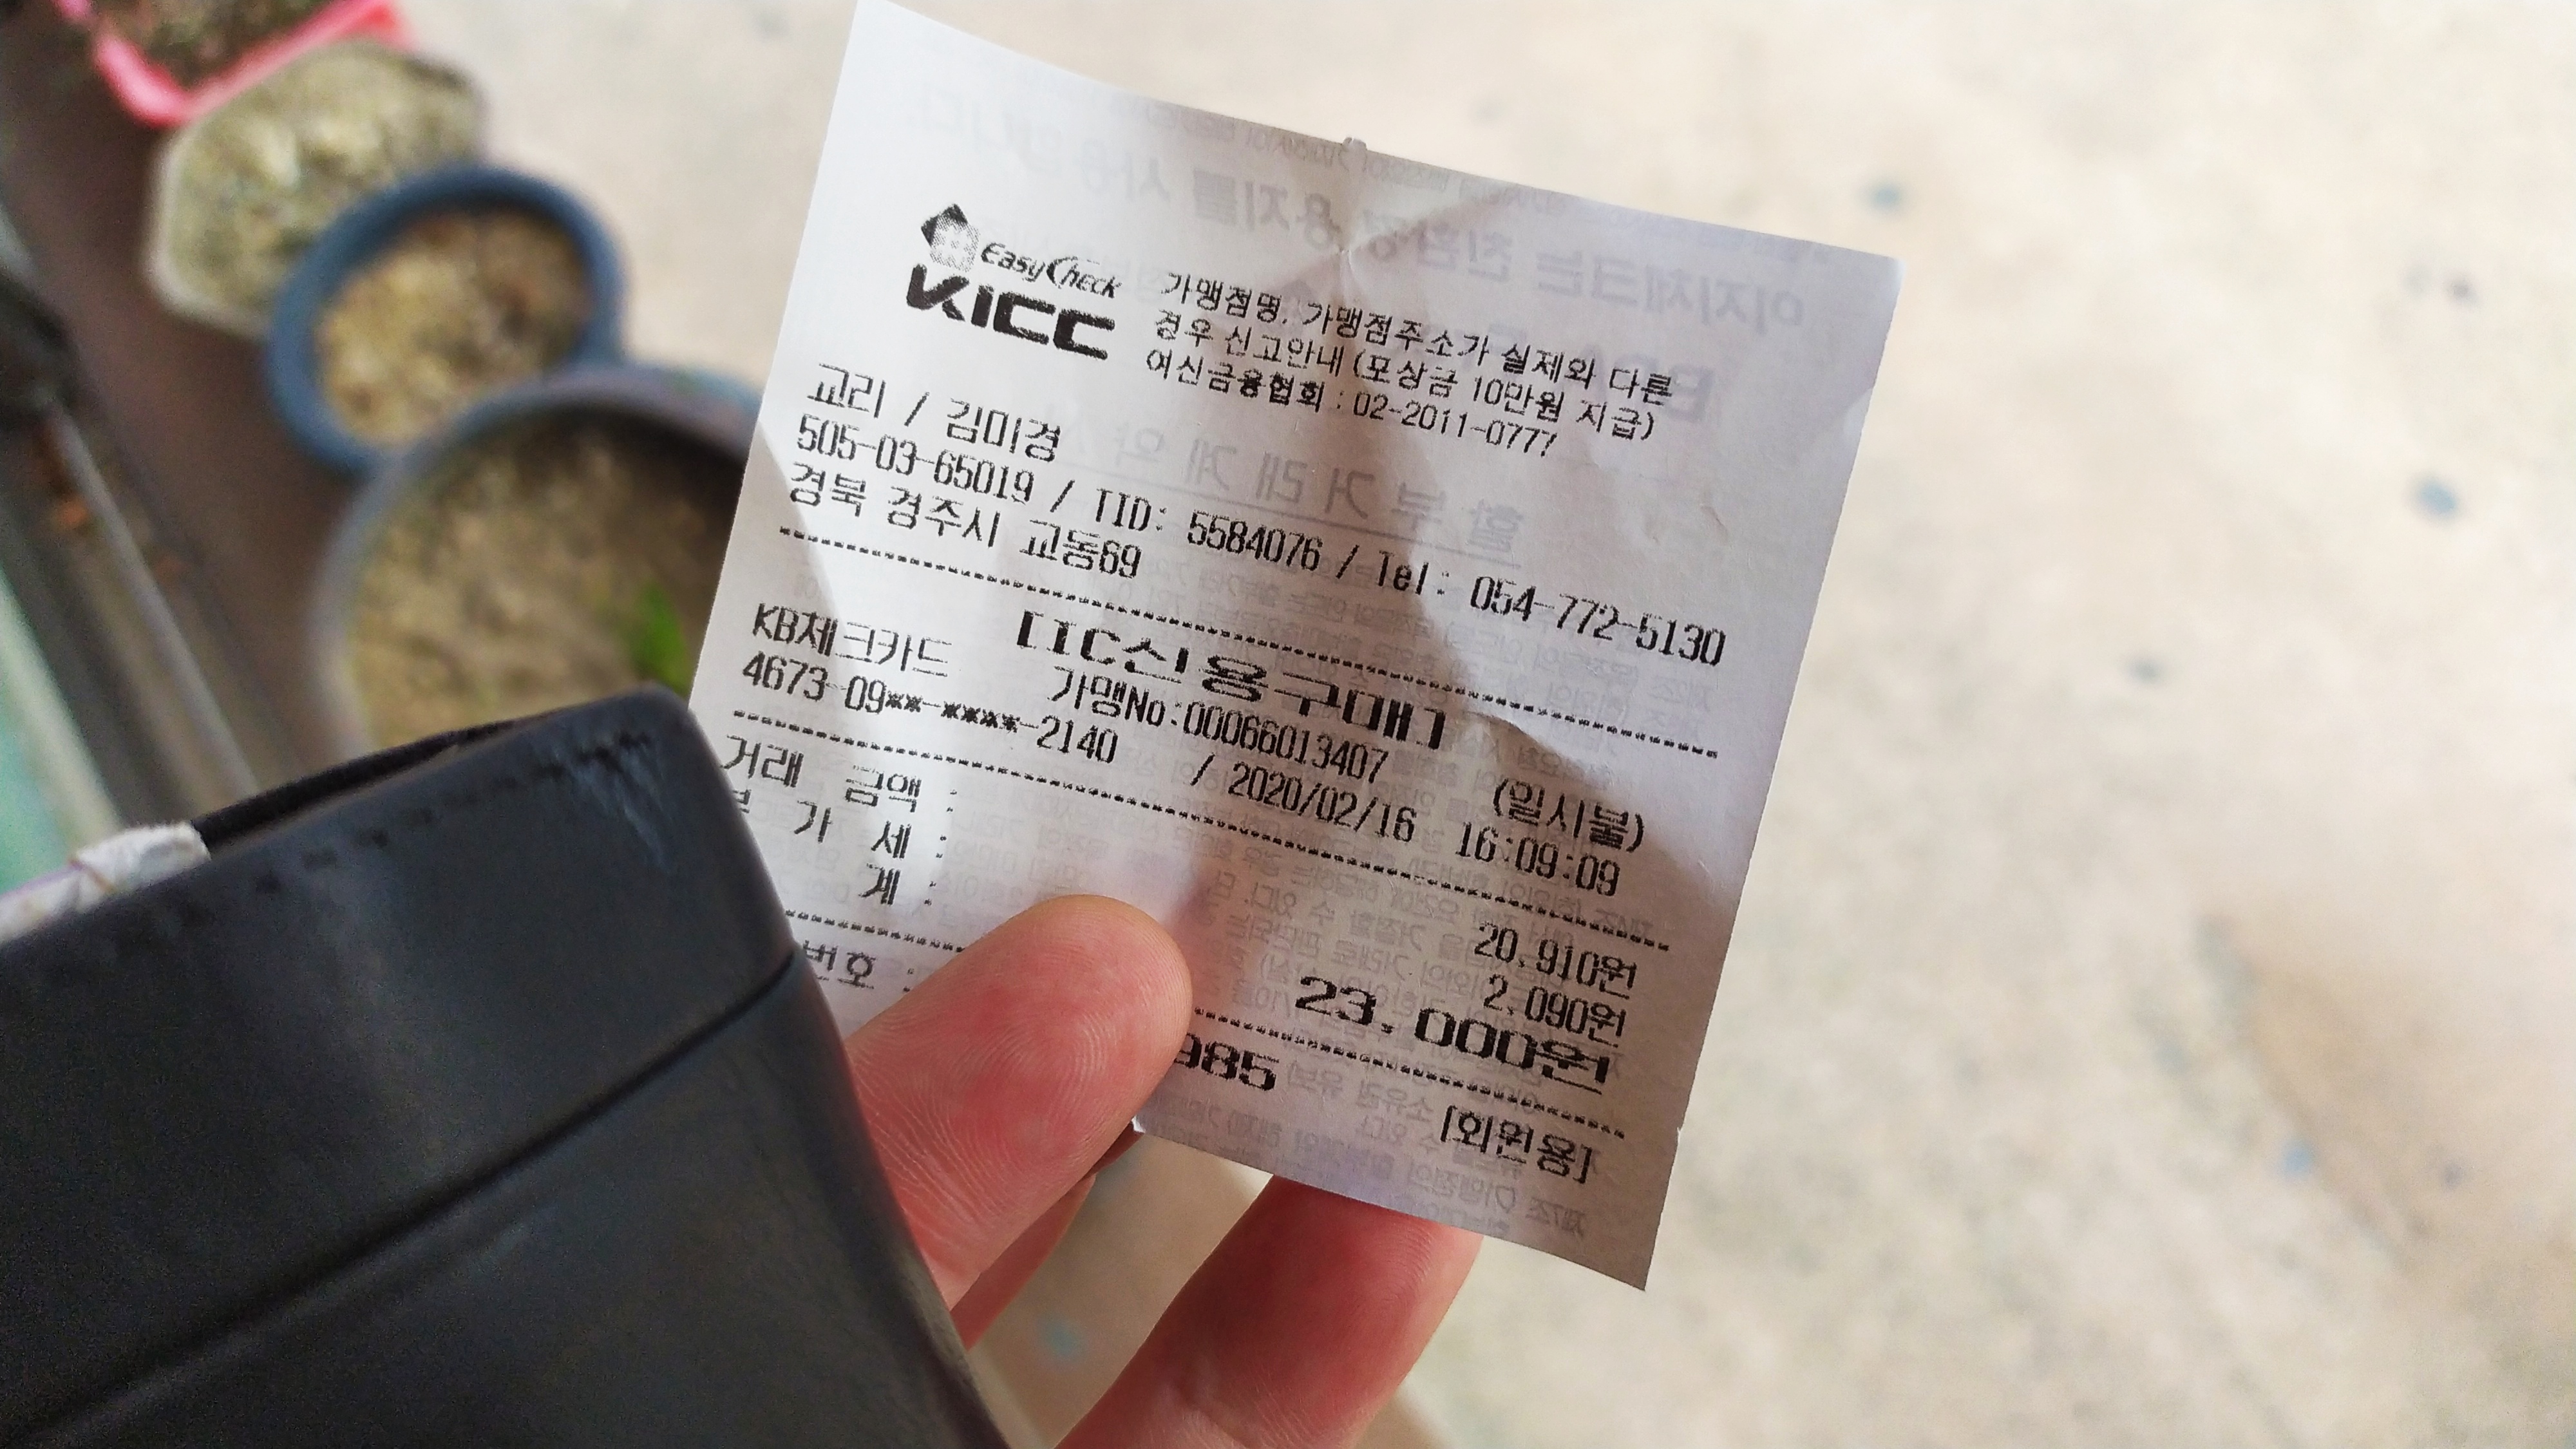 EasyCheck
KICC
가맹점명, 가맹점주소가 실제와 다른
경우 신고안내 (포상금 10만원 지급)
여신금융협회 : 02-2011-0777
교리 / 김미경
505-03-65019 / TID: 5584076 / Tel: 054-772-5130
경북 경주시 교동69
[IC신용구매]
KB체크카드 가맹No:00066013407 (일시불)
4673-09**-****-2140 / 2020/02/16 16:09:09
거래 금액 : 20,910원
부 가 세 : 2,090원
계 : 23,000원
번호 : 985 [회원용]